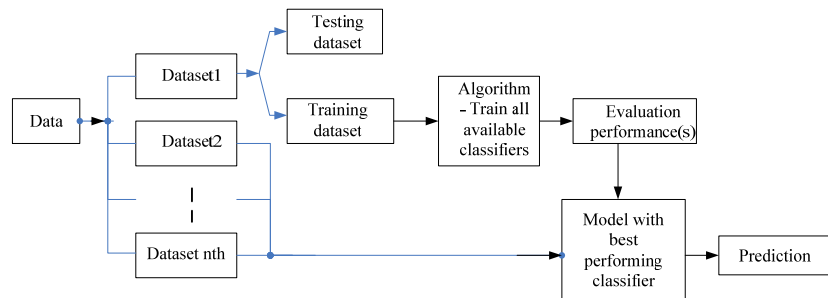 Data
Dataset1
Dataset2
Dataset nth
Testing
dataset
Training
dataset
Algorithm
- Train all
available
classifiers
Evaluation
performance(s)
Model with
best
performing
classifier
Prediction